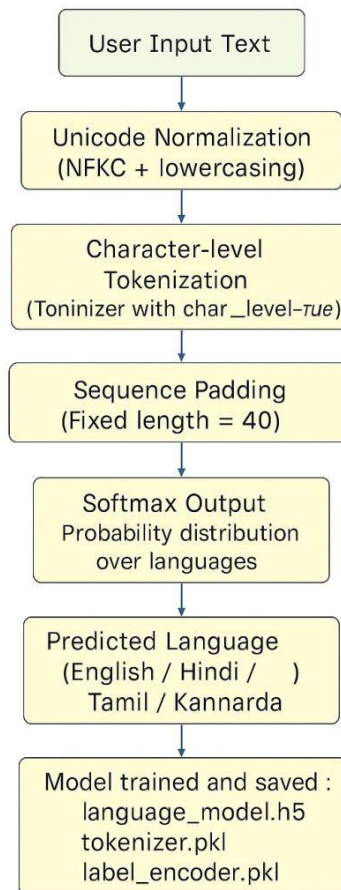 User Input Text
Unicode Normalization
(NFKC + lowercasing)
Character-level
Tokenization
(Toninizer with char_level-Tue)
Sequence Padding
(Fixed length = 40)
Softmax Output
Probability distribution
over languages
Predicted Language
(English / Hindi / )
Tamil / Kannarda
Model trained and saved :
language_model.h5
tokenizer.pkl
label_encoder.pkl